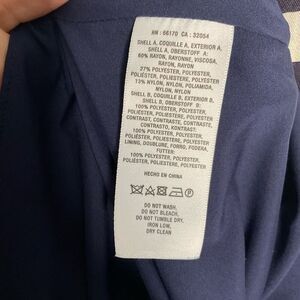 RN : 66170 CA : 32054
SHELL A, COQUILLE A, EXTERIOR A,
SHELL A, OBERSTOFF A:
60% RAYON, RAYONNE, VISCOSA,
RAYON, RAYON
27% POLYESTER, POLYESTER,
POLIÉSTER, POLIESTERE, POLYESTER
13% NYLON, NYLON, POLIAMIDA,
NYLON, NYLON
SHELL B, COQUILLE B, EXTERIOR B,
SHELL B, OBERSTOFF B:
100% POLYESTER, POLYESTER,
POLIÉSTER, POLIESTERE, POLYESTER
CONTRAST, CONTRASTE, CONTRASTE,
CONTRASTO, KONTRAST:
100% POLYESTER, POLYESTER,
POLIÉSTER, POLIESTERE, POLYESTER
LINING, DOUBLURE, FORRO, FODERA,
FUTTER:
100% POLYESTER, POLYESTER,
POLIÉSTER, POLIESTERE, POLYESTER
HECHO EN CHINA
DO NOT WASH,
DO NOT BLEACH,
DO NOT TUMBLE DRY,
IRON LOW,
DRY CLEAN